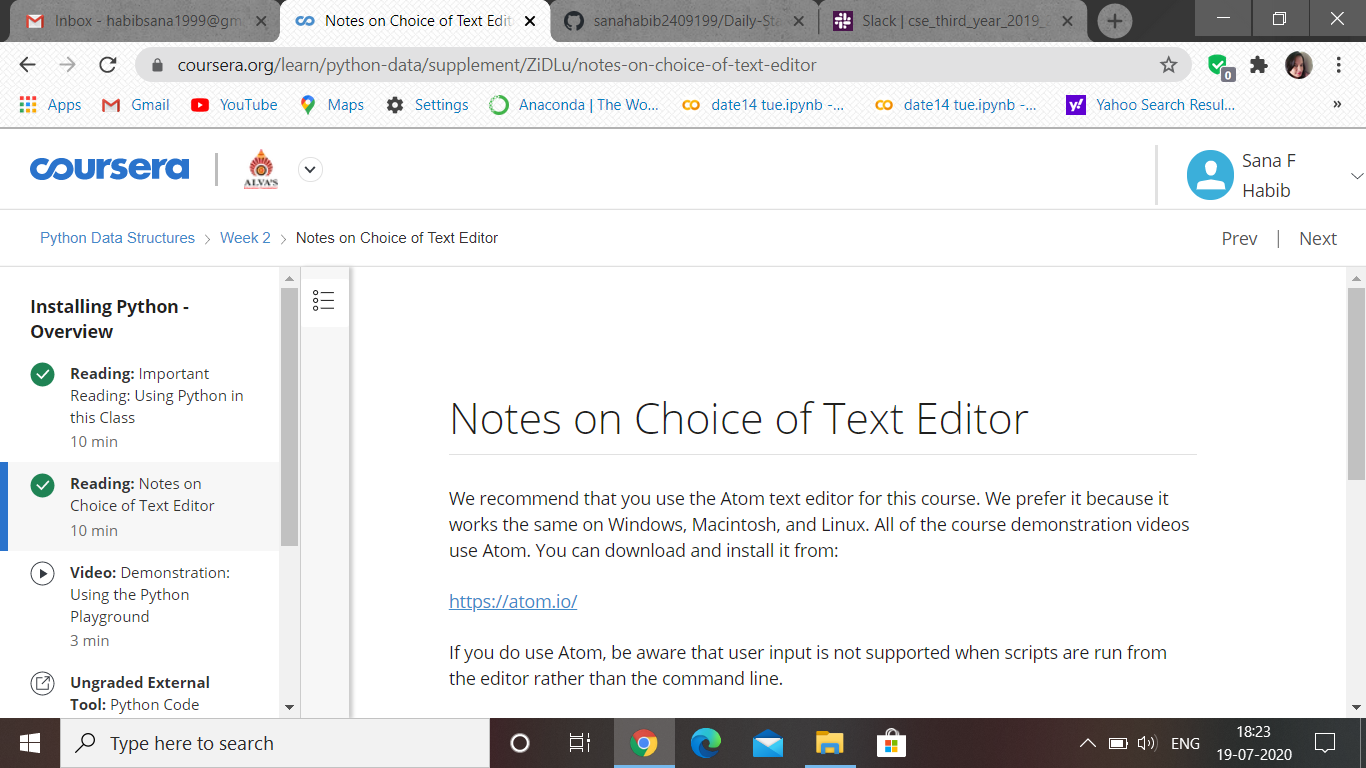 Inbox - habibsana1999@gm
Notes on Choice of Text Edit
sanahabib2409199/Daily-Sta
Slack | cse_third_year_2019_2
coursera.org/learn/python-data/supplement/ZiDLu/notes-on-choice-of-text-editor
0
Apps
Gmail
YouTube
Maps
Settings
Anaconda | The Wo...
date14 tue.ipynb -...
date14 tue.ipynb -...
Yahoo Search Resul...
»
coursera
ALVA'S
Sana F
Habib
Python Data Structures > Week 2 > Notes on Choice of Text Editor
Prev | Next
Installing Python -
Overview
Reading: Important
Reading: Using Python in
this Class
10 min
Reading: Notes on
Choice of Text Editor
10 min
Video: Demonstration:
Using the Python
Playground
3 min
Ungraded External
Tool: Python Code
Notes on Choice of Text Editor
We recommend that you use the Atom text editor for this course. We prefer it because it
works the same on Windows, Macintosh, and Linux. All of the course demonstration videos
use Atom. You can download and install it from:
https://atom.io/
If you do use Atom, be aware that user input is not supported when scripts are run from
the editor rather than the command line.
Type here to search
ENG
18:23
19-07-2020